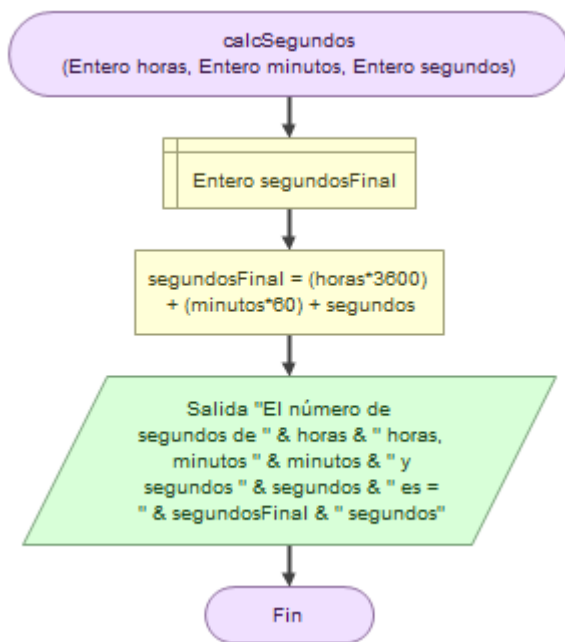 calcSegundos
(Entero horas, Entero minutos, Entero segundos)
Entero segundosFinal
segundosFinal = (horas*3600)
+ (minutos*60) + segundos
Salida "El número de
segundos de " & horas & " horas,
minutos " & minutos & " y
segundos " & segundos & " es =
" & segundosFinal & " segundos"
Fin